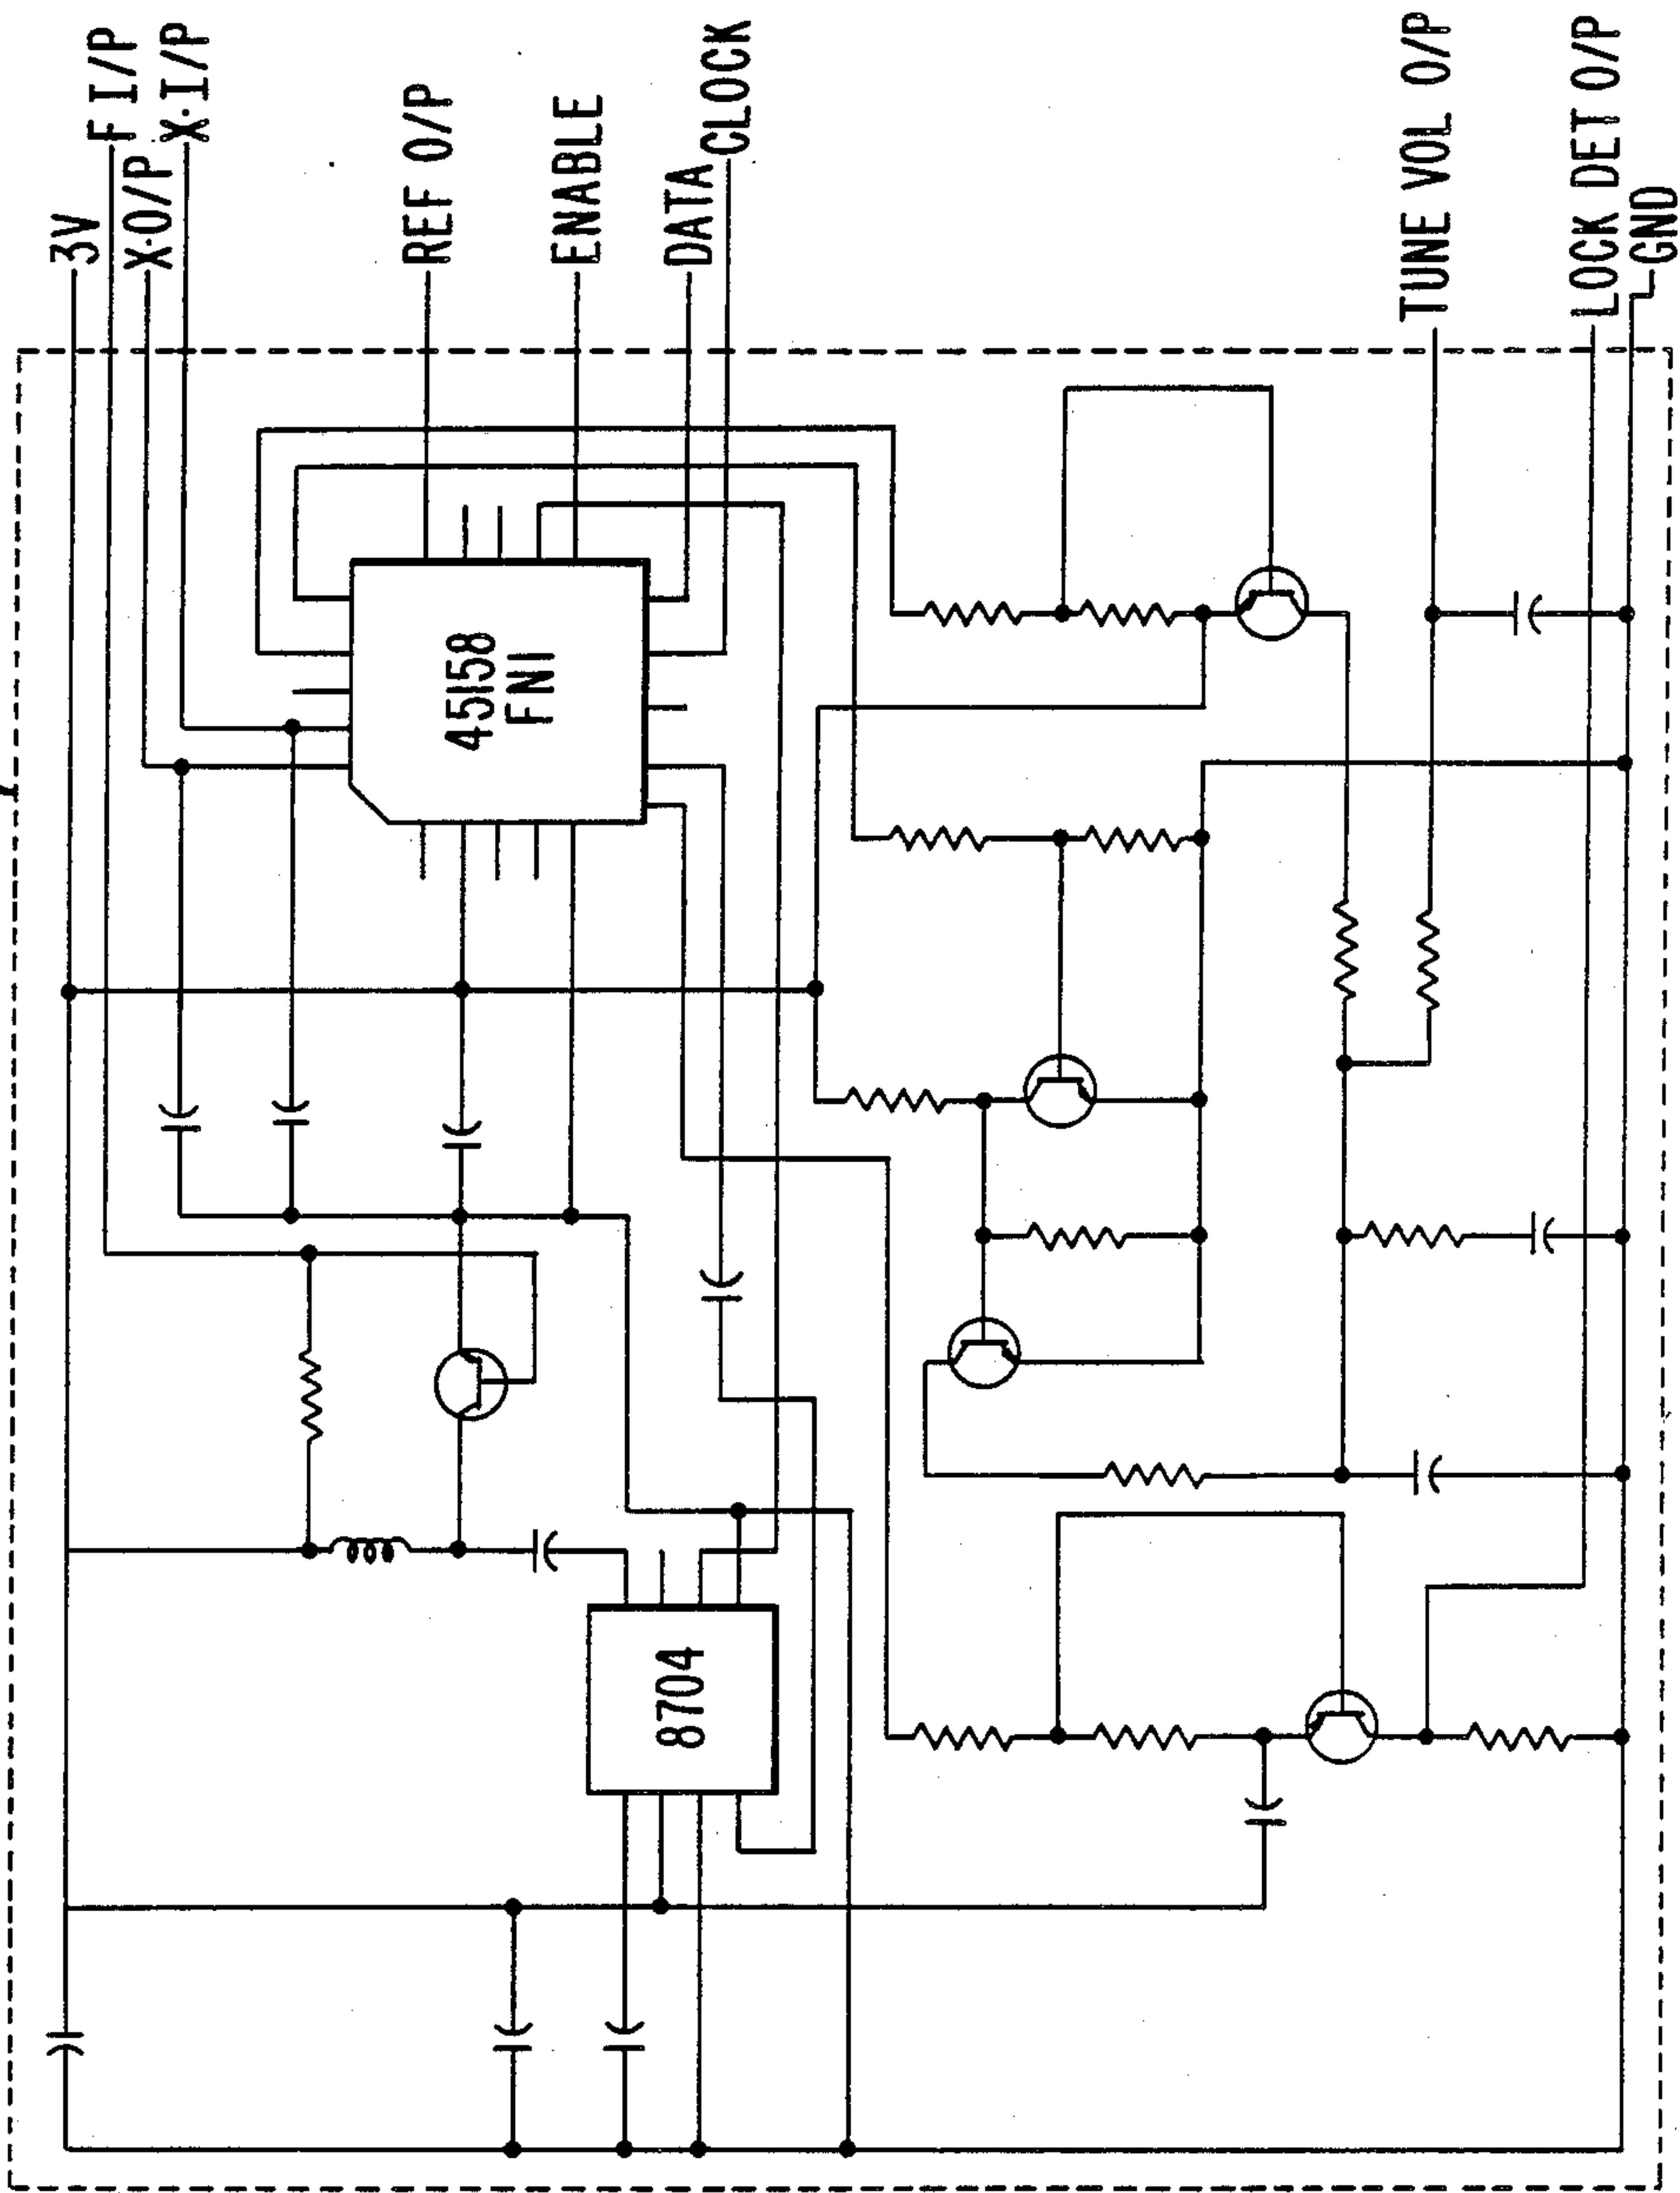 3V
F I/P
X·O/P
X·I/P
REF O/P
ENABLE
DATA
CLOCK
TUNE VOL O/P
LOCK DET O/P
GND
45158
FN1
8704